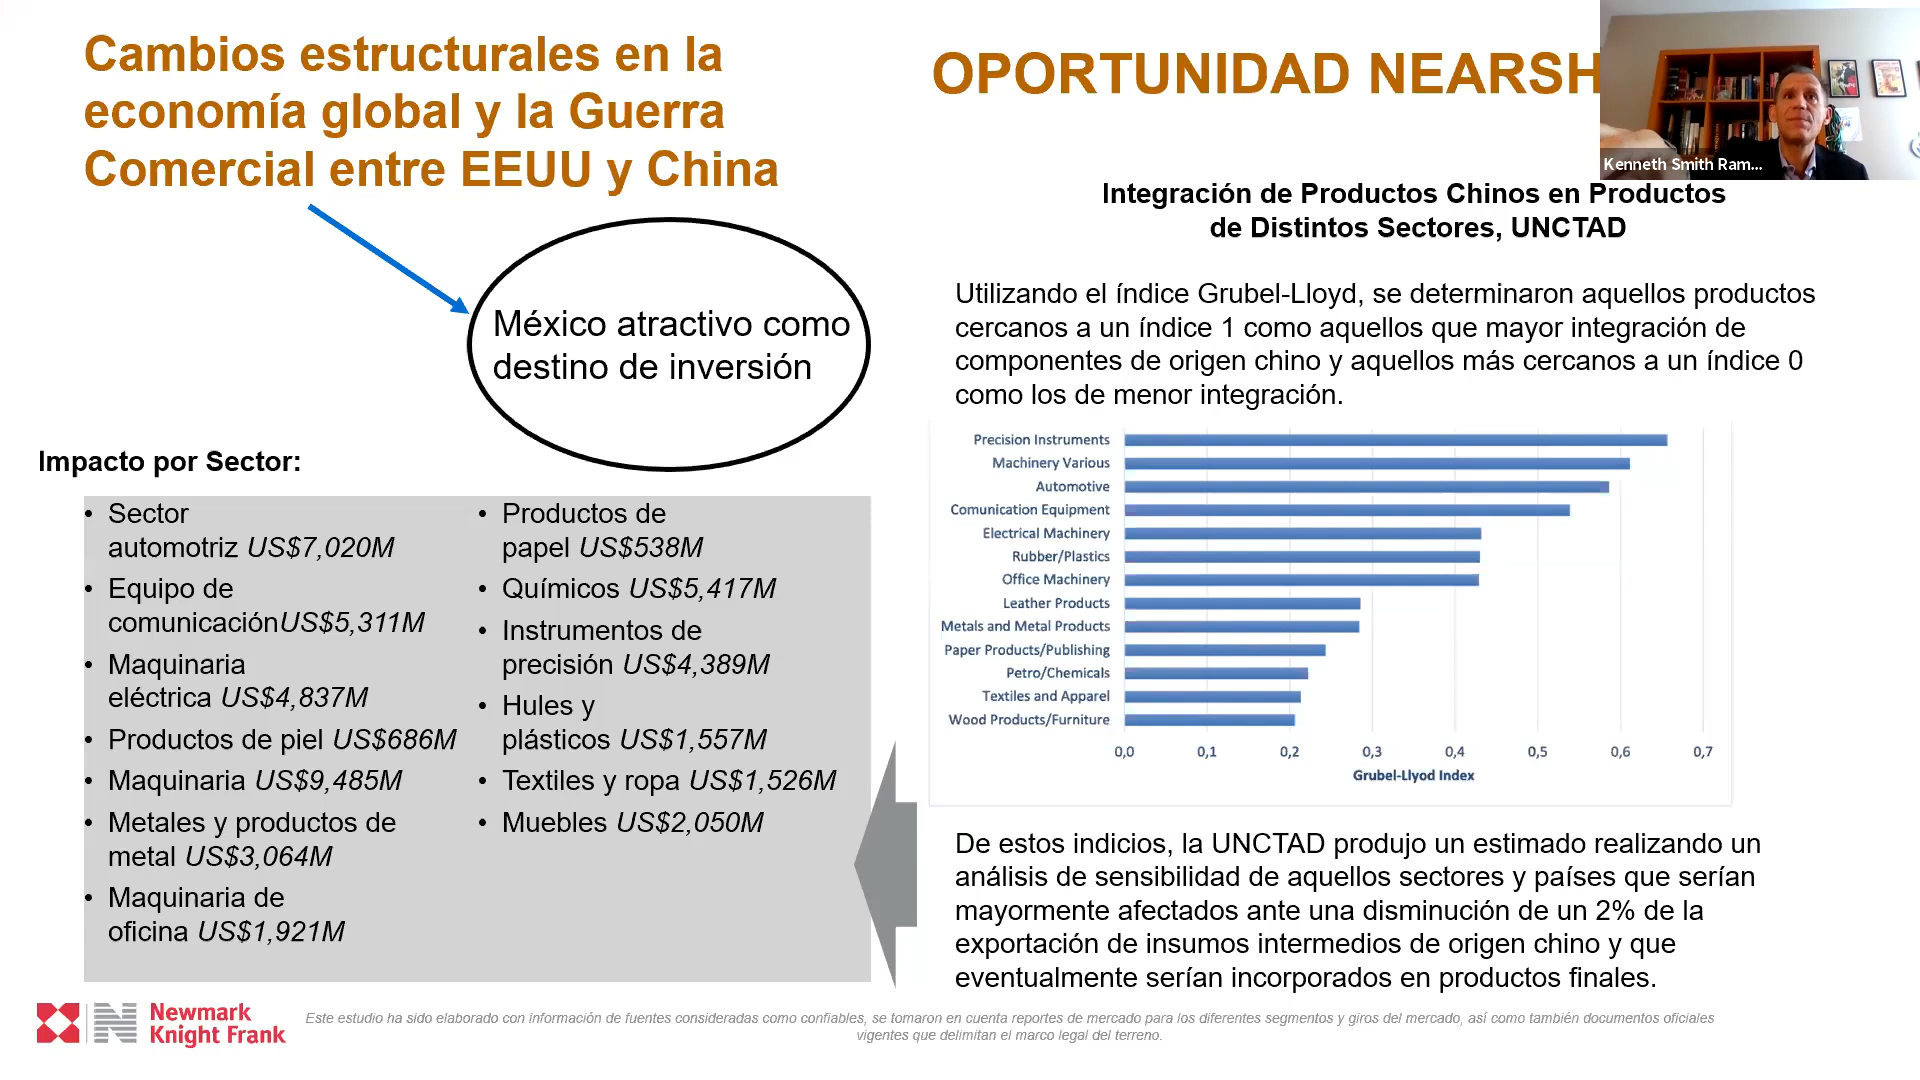 Cambios estructurales en la
economía global y la Guerra
Comercial entre EEUU y China
México atractivo como
destino de inversión
Impacto por Sector:
• Sector
automotriz US$7,020M
• Equipo de
comunicaciónUS$5,311M
• Maquinaria
eléctrica US$4,837M
• Productos de piel US$686M
• Maquinaria US$9,485M
• Metales y productos de
metal US$3,064M
• Maquinaria de
oficina US$1,921M
• Productos de
papel US$538M
• Químicos US$5,417M
• Instrumentos de
precisión US$4,389M
• Hules y
plásticos US$1,557M
• Textiles y ropa US$1,526M
• Muebles US$2,050M
OPORTUNIDAD NEARSH
Kenneth Smith Ram...
Integración de Productos Chinos en Productos
de Distintos Sectores, UNCTAD
Utilizando el índice Grubel-Lloyd, se determinaron aquellos productos
cercanos a un índice 1 como aquellos que mayor integración de
componentes de origen chino y aquellos más cercanos a un índice 0
como los de menor integración.
Precision Instruments
Machinery Various
Automotive
Comunication Equipment
Electrical Machinery
Rubber/Plastics
Office Machinery
Leather Products
Metals and Metal Products
Paper Products/Publishing
Petro/Chemicals
Textiles and Apparel
Wood Products/Furniture
0,0 0,1 0,2 0,3 0,4 0,5 0,6 0,7
Grubel-Llyod Index
De estos indicios, la UNCTAD produjo un estimado realizando un
análisis de sensibilidad de aquellos sectores y países que serían
mayormente afectados ante una disminución de un 2% de la
exportación de insumos intermedios de origen chino y que
eventualmente serían incorporados en productos finales.
Newmark
Knight Frank
Este estudio ha sido elaborado con información de fuentes consideradas como confiables, se tomaron en cuenta reportes de mercado para los diferentes segmentos y giros del mercado, así como también documentos oficiales
vigentes que delimitan el marco legal del terreno.